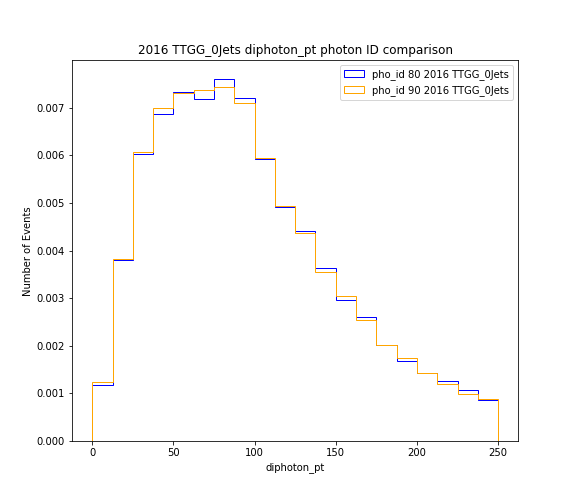 2016 TTGG_0Jets diphoton_pt photon ID comparison
pho_id 80 2016 TTGG_0Jets
pho_id 90 2016 TTGG_0Jets
Number of Events
0.007
0.006
0.005
0.004
0.003
0.002
0.001
0.000
0 50 100 150 200 250
diphoton_pt